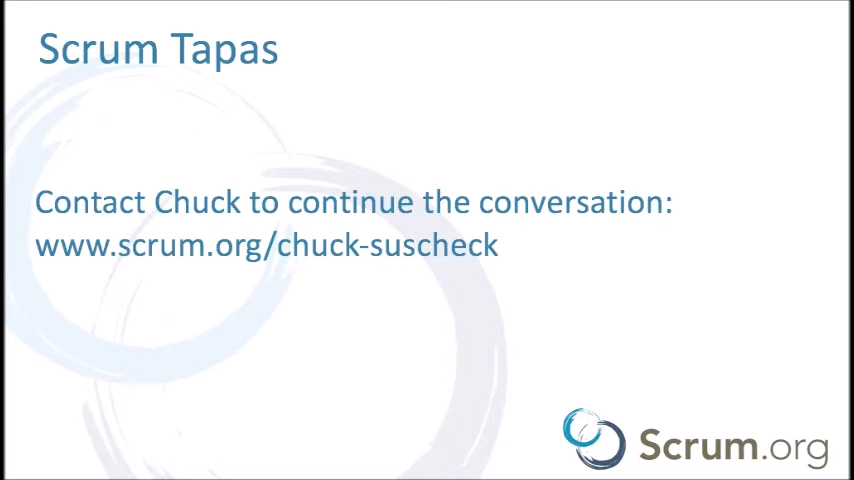 Scrum Tapas
Contact Chuck to continue the conversation:
www.scrum.org/chuck-suscheck
Scrum.org